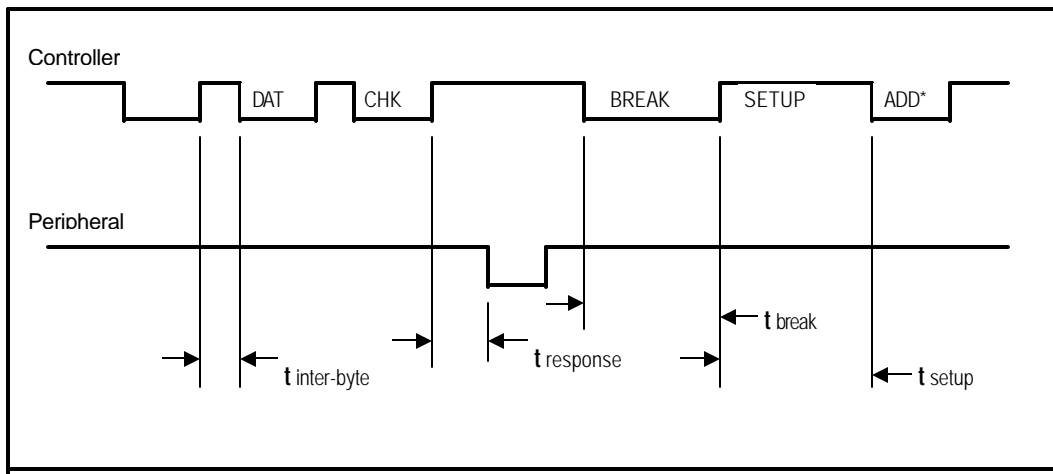 Controller
DAT CHK BREAK SETUP ADD*
Peripheral
t break
t response
t inter-byte
t setup